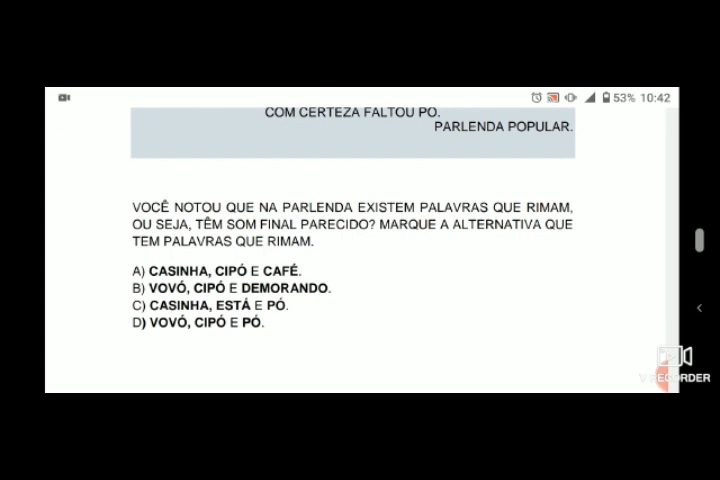 53% 10:42
COM CERTEZA FALTOU PO.
PARLENDA POPULAR.
VOCÊ NOTOU QUE NA PARLENDA EXISTEM PALAVRAS QUE RIMAM,
OU SEJA, TÊM SOM FINAL PARECIDO? MARQUE A ALTERNATIVA QUE
TEM PALAVRAS QUE RIMAM.
A) CASINHA, CIPÓ E CAFÉ.
B) VOVÓ, CIPÓ E DEMORANDO.
C) CASINHA, ESTÁ E PÓ.
D) VOVÓ, CIPÓ E PÓ.
V RECORDER